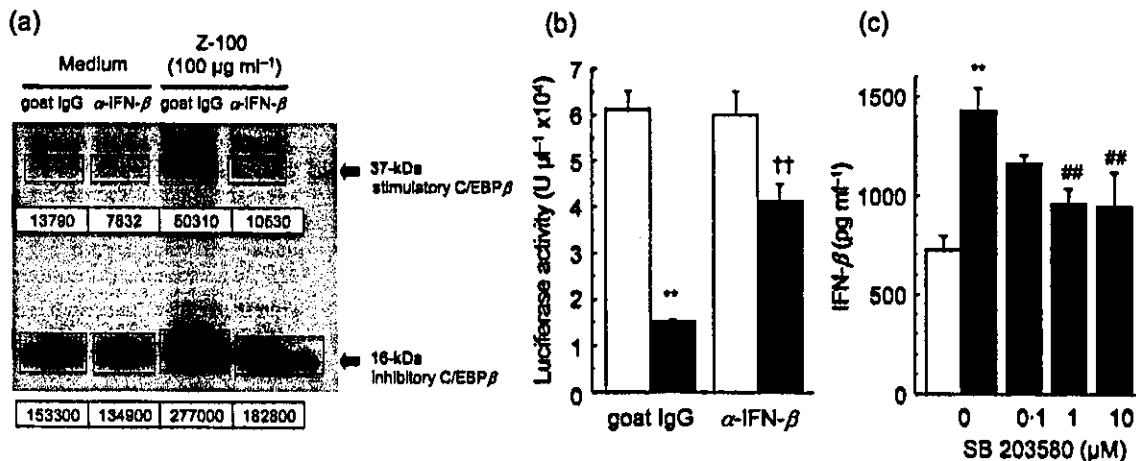 (a)
Z-100
Medium (100 µg ml⁻¹)
goat IgG α-IFN-β goat IgG α-IFN-β
37-kDa
stimulatory C/EBPβ
13790 7832 50310 10530
16-kDa
inhibitory C/EBPβ
153300 134900 277000 182800
(b)
Luciferase activity (U µl⁻¹ x10⁴)
7
6
5
4
3
2
1
0
**
††
goat IgG α-IFN-β
(c)
IFN-β (pg ml⁻¹)
1500
1000
500
0
**
##
##
0 0·1 1 10
SB 203580 (µM)